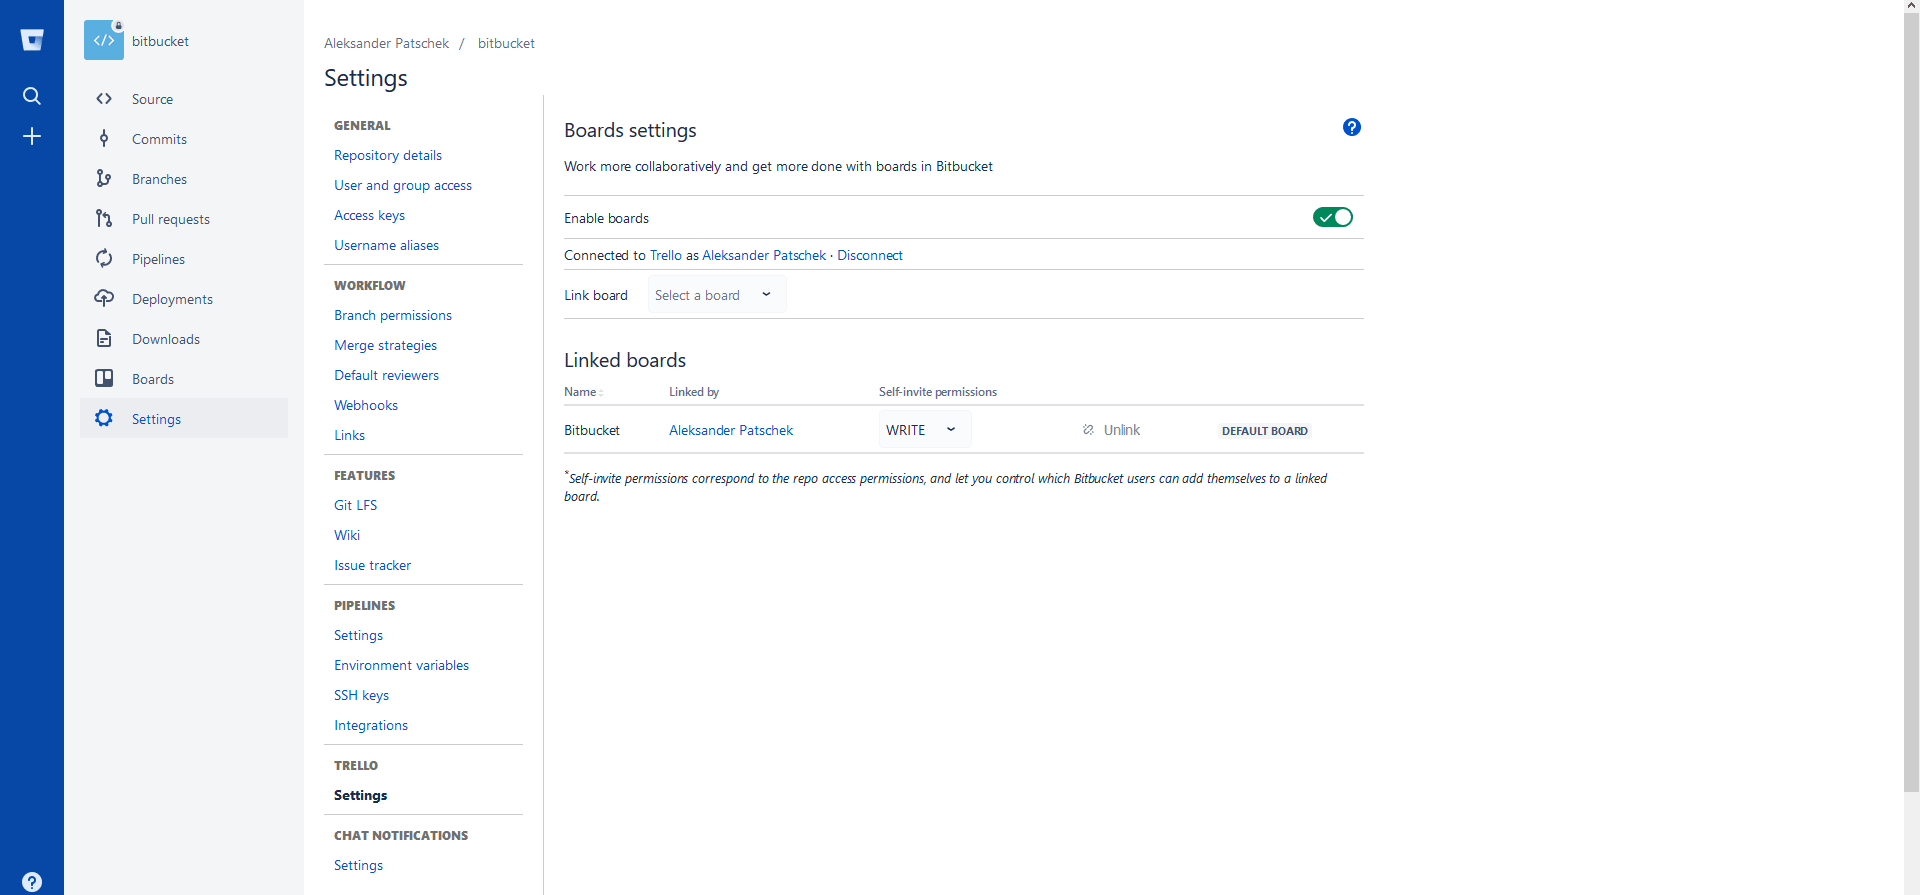 bitbucket
Source
Commits
Branches
Pull requests
Pipelines
Deployments
Downloads
Boards
Settings
Aleksander Patschek / bitbucket
Settings
GENERAL
Repository details
User and group access
Access keys
Username aliases
WORKFLOW
Branch permissions
Merge strategies
Default reviewers
Webhooks
Links
FEATURES
Git LFS
Wiki
Issue tracker
PIPELINES
Settings
Environment variables
SSH keys
Integrations
TRELLO
Settings
CHAT NOTIFICATIONS
Settings
Boards settings
Work more collaboratively and get more done with boards in Bitbucket
Enable boards
Connected to Trello as Aleksander Patschek · Disconnect
Link board Select a board
Linked boards
Name Linked by Self-invite permissions
Bitbucket Aleksander Patschek WRITE Unlink DEFAULT BOARD
*Self-invite permissions correspond to the repo access permissions, and let you control which Bitbucket users can add themselves to a linked
board.